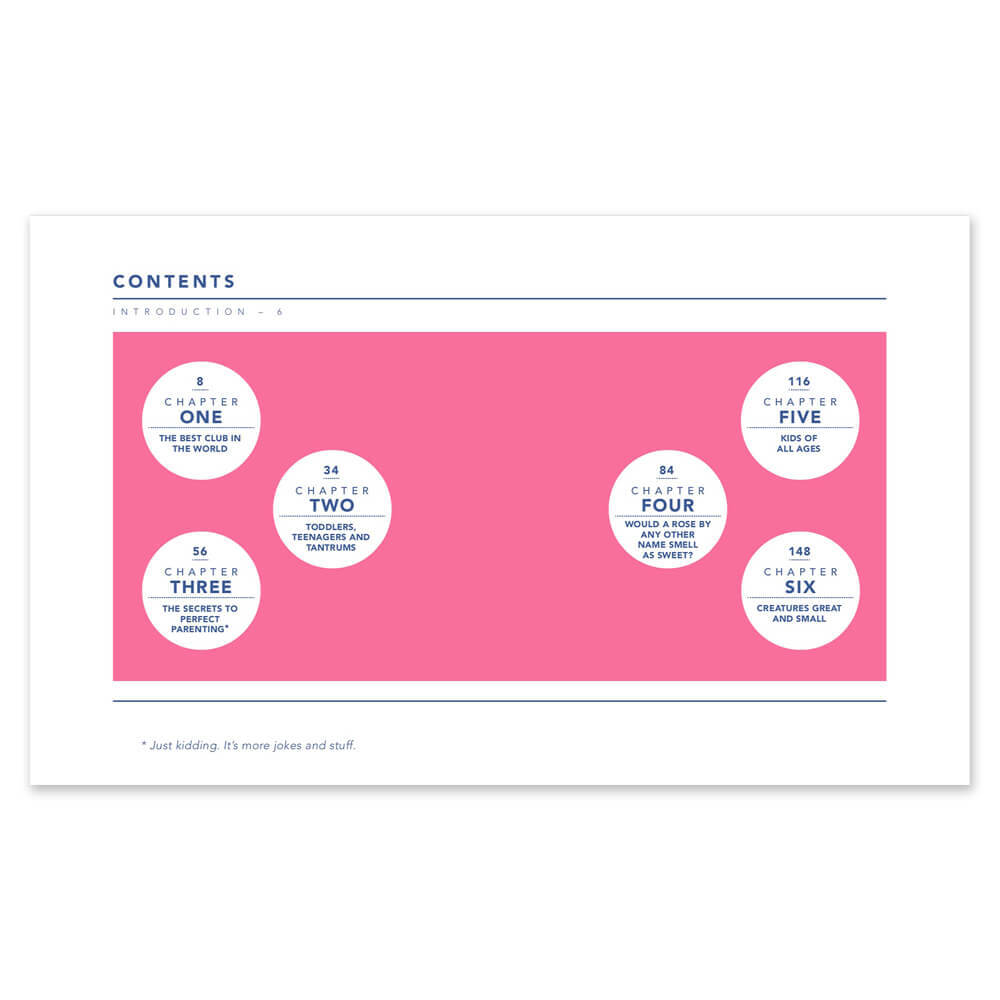 CONTENTS
INTRODUCTION – 6
8
CHAPTER
ONE
THE BEST CLUB IN
THE WORLD
34
CHAPTER
TWO
TODDLERS,
TEENAGERS AND
TANTRUMS
56
CHAPTER
THREE
THE SECRETS TO
PERFECT
PARENTING*
84
CHAPTER
FOUR
WOULD A ROSE BY
ANY OTHER
NAME SMELL
AS SWEET?
116
CHAPTER
FIVE
KIDS OF
ALL AGES
148
CHAPTER
SIX
CREATURES GREAT
AND SMALL
* Just kidding. It's more jokes and stuff.